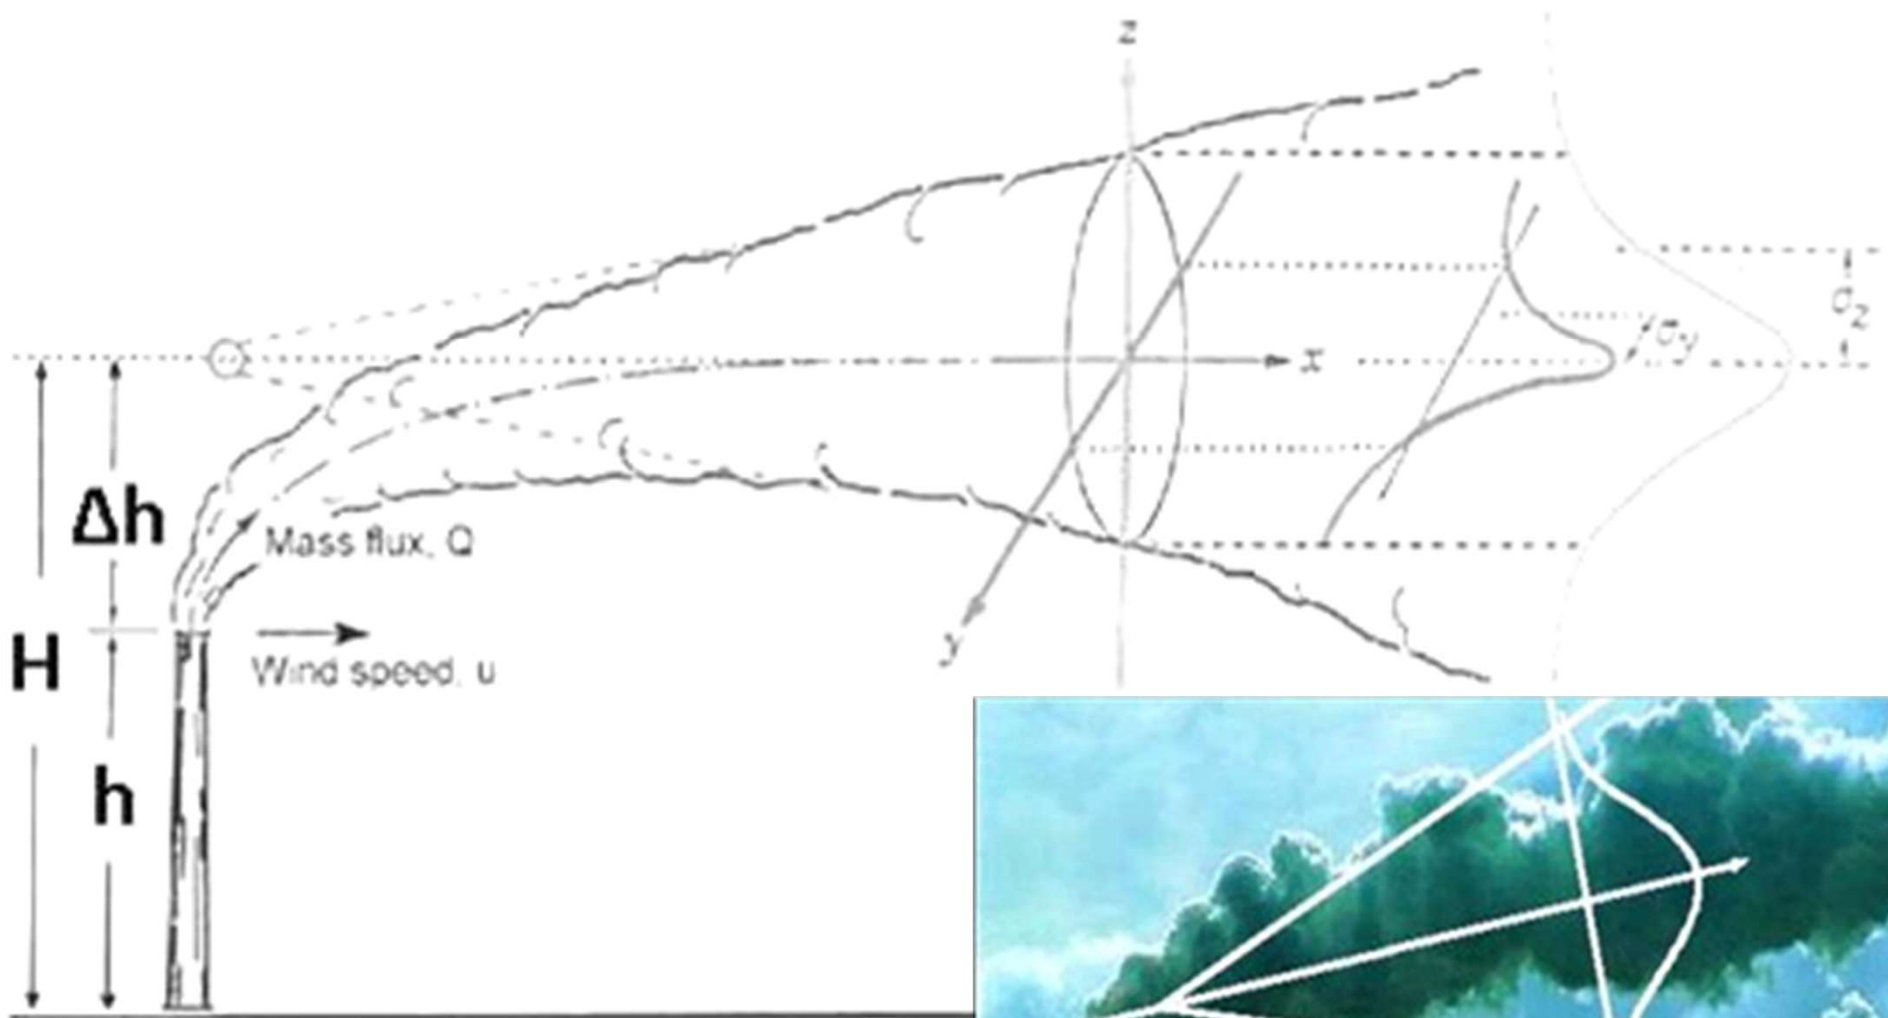 z
x
σz
σy
Δh
Mass flux, Q
H
Wind speed, u
y
h